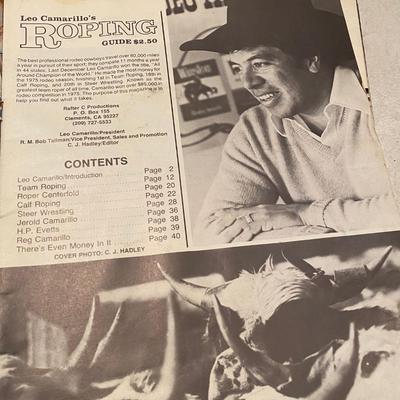 Leo Camarillo's
ROPING
GUIDE $2.50
The best professional rodeo cowboys travel over 80,000 miles
a year in pursuit of their sport; they compete 11 months a year
in 44 states. Last December Leo Camarillo won the title, "All
Around Champion of the World." He made the most money for
the 1975 rodeo season, finishing 1st in Team Roping, 18th in
Calf Roping, and 20th in Steer Wrestling. Known as the
greatest team roper of all time, Camarillo won over $85,000 in
rodeo competition in 1975. The purpose of this magazine is to
help you find out what it takes.
Rafter C Productions
P. O. Box 155
Clements, CA 95227
(209) 727-5533
Leo Camarillo/President
R. M. Bob Tallman/Vice President, Sales and Promotion
C. J. Hadley/Editor
CONTENTS
Leo Camarillo/Introduction Page 2
Team Roping Page 12
Roper Centerfold Page 20
Calf Roping Page 22
Steer Wrestling Page 28
Jerold Camarillo Page 36
H.P. Evetts Page 38
Reg Camarillo Page 39
There's Even Money In It Page 40
COVER PHOTO: C. J. HADLEY